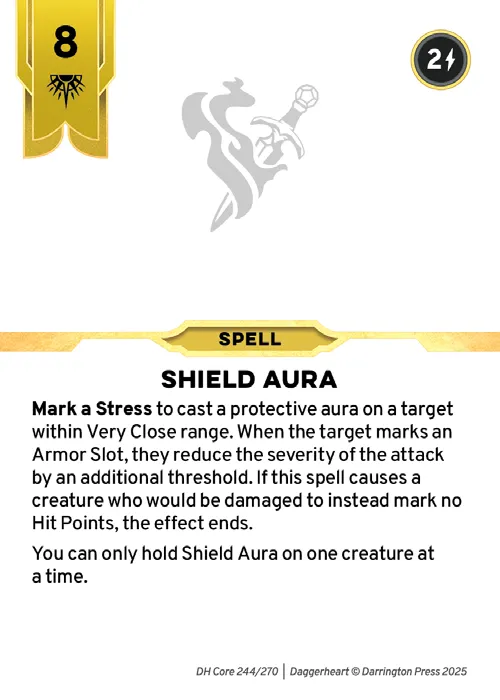 8
2
SPELL
SHIELD AURA
Mark a Stress to cast a protective aura on a target
within Very Close range. When the target marks an
Armor Slot, they reduce the severity of the attack
by an additional threshold. If this spell causes a
creature who would be damaged to instead mark no
Hit Points, the effect ends.
You can only hold Shield Aura on one creature at
a time.
DH Core 244/270 | Daggerheart © Darrington Press 2025